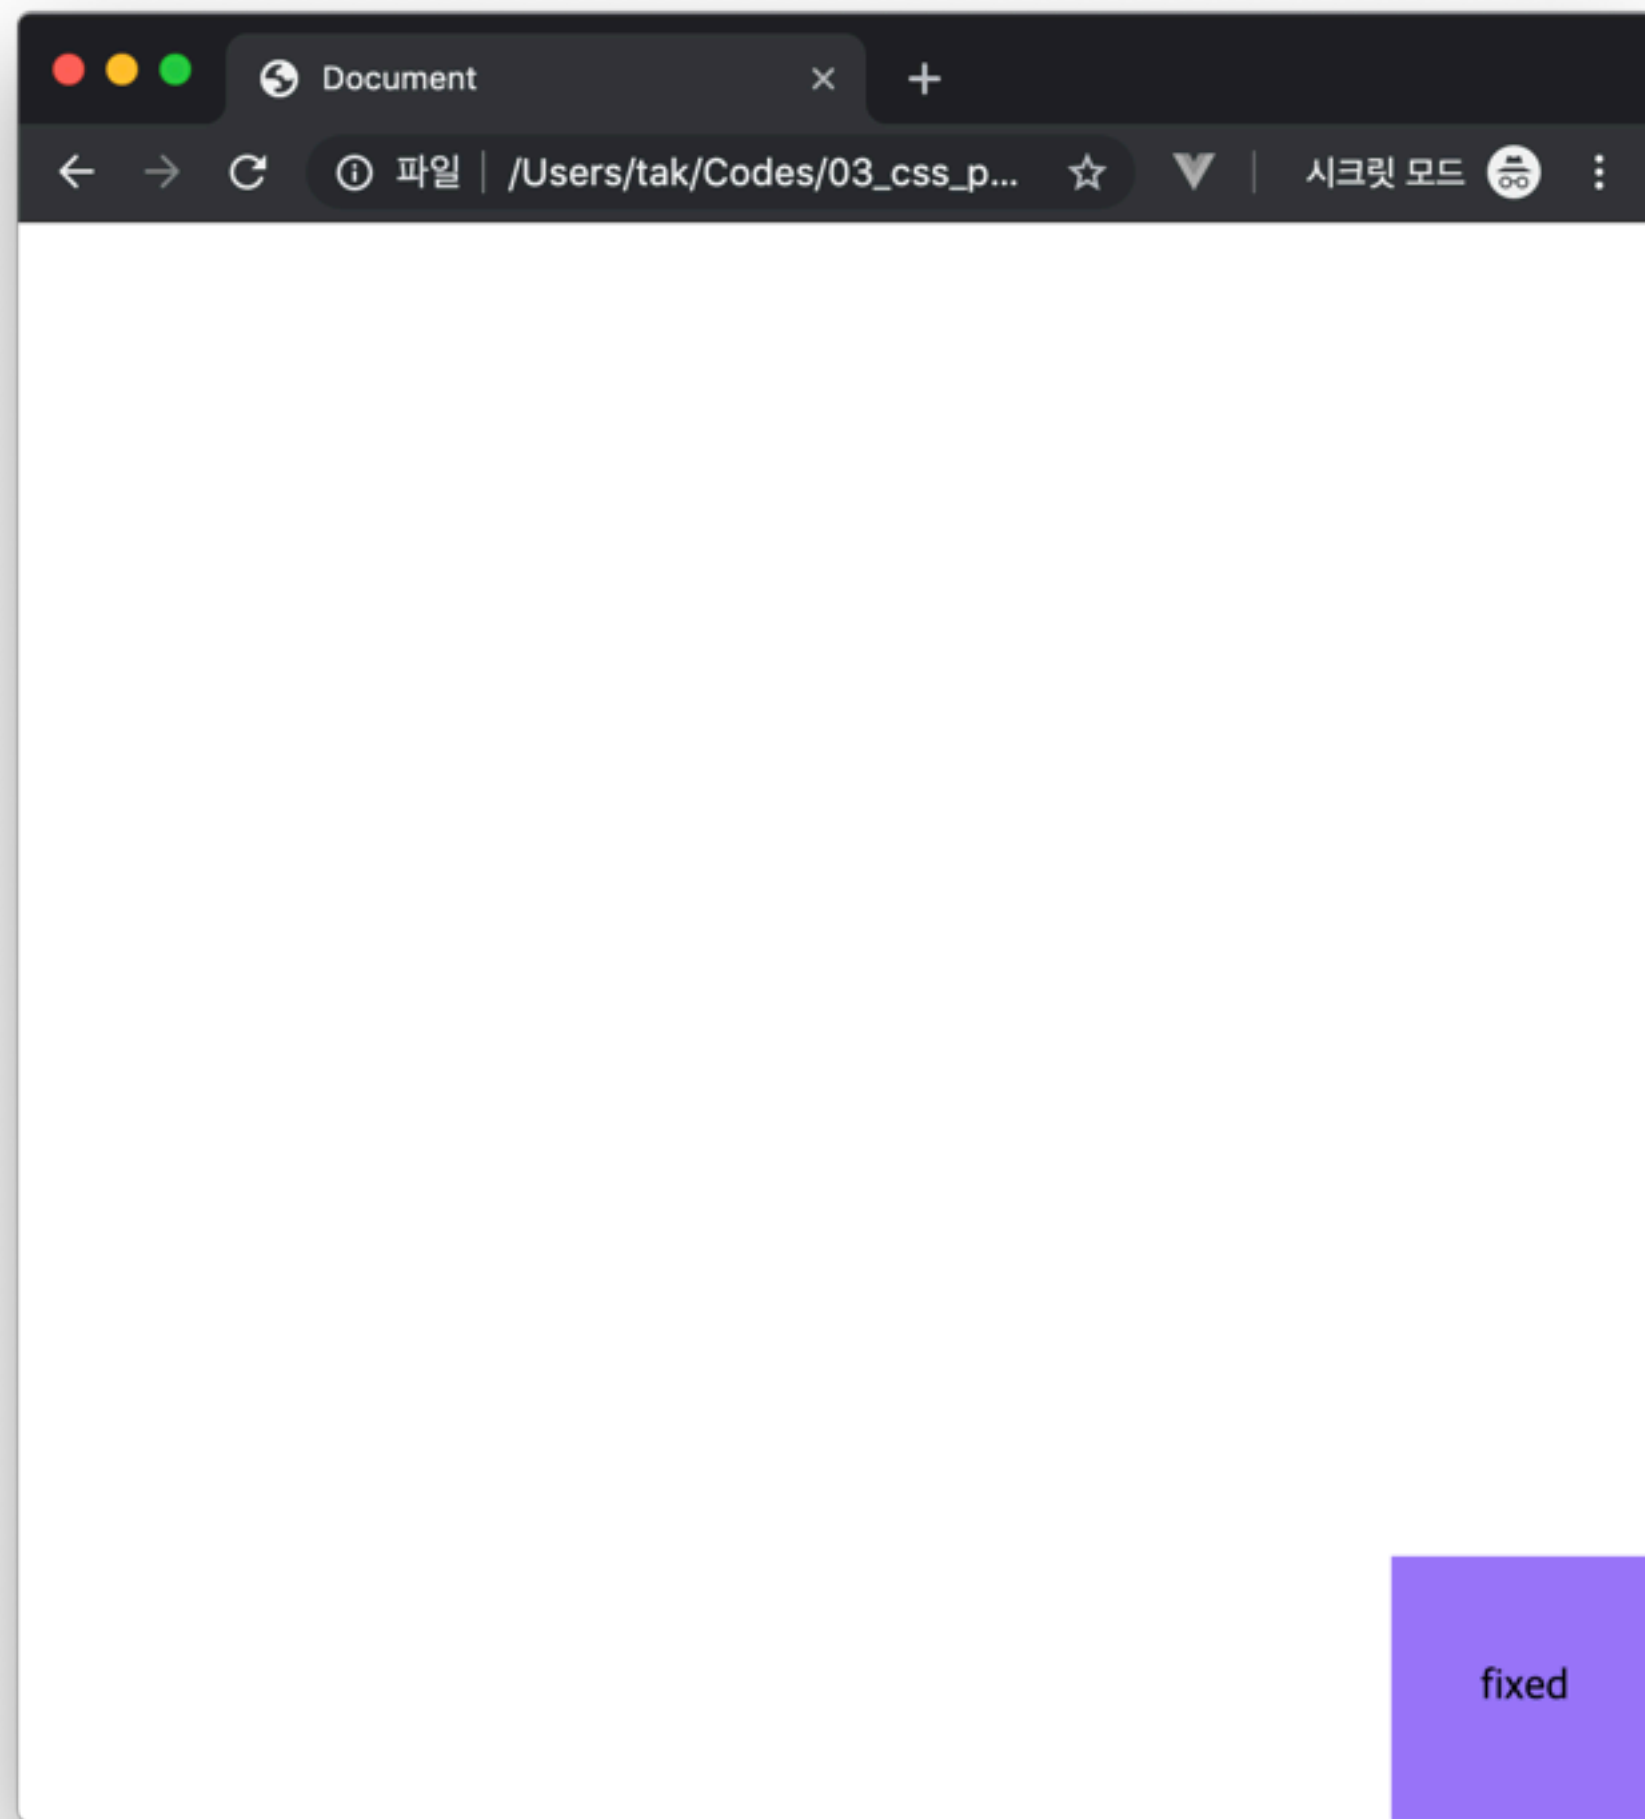 Document
파일 /Users/tak/Codes/03_css_p... 시크릿 모드
fixed